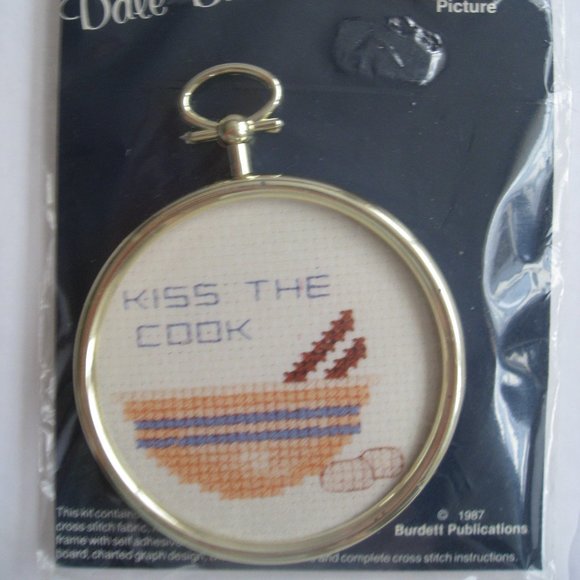 Dale
Picture
KISS THE
COOK
© 1987
Burdett Publications
This kit contains
cross stitch fabric,
frame with self adhesive
board, charted graph design, and complete cross stitch instructions.